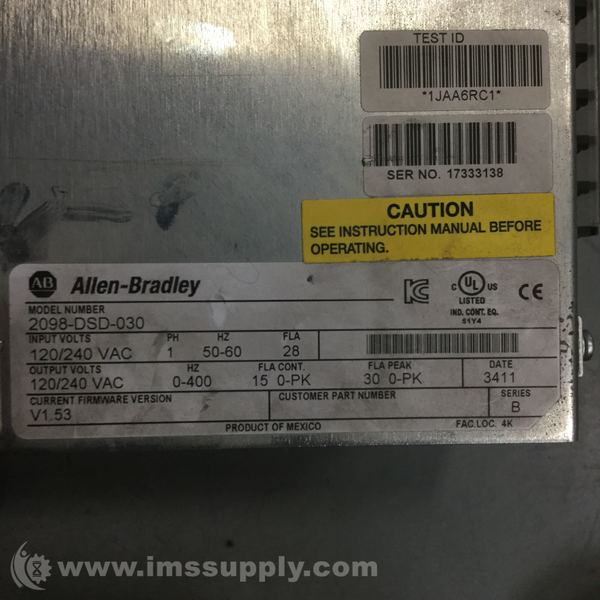 TEST ID
*1JAA6RC1*
SER NO. 17333138
CAUTION
SEE INSTRUCTION MANUAL BEFORE
OPERATING.
AB Allen-Bradley
C UL US
LISTED
IND. CONT. EQ.
51Y4
CE
MODEL NUMBER
2098-DSD-030
INPUT VOLTS PH HZ FLA
120/240 VAC 1 50-60 28
OUTPUT VOLTS HZ FLA CONT. FLA PEAK DATE
120/240 VAC 0-400 15 0-PK 30 0-PK 3411
CURRENT FIRMWARE VERSION CUSTOMER PART NUMBER SERIES
V1.53 B
PRODUCT OF MEXICO FAC.LOC. 4K
www.imssupply.com